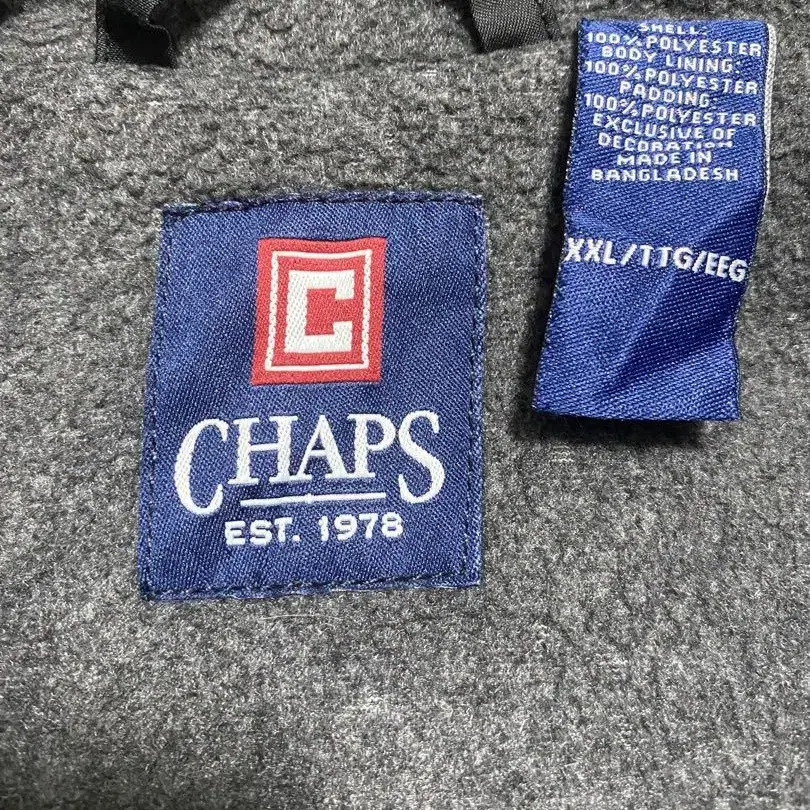 C
CHAPS
EST. 1978
SHELL:
100% POLYESTER
BODY LINING:
100% POLYESTER
PADDING:
100% POLYESTER
EXCLUSIVE OF
DECORATION
MADE IN
BANGLADESH
XXL/TTG/EEG